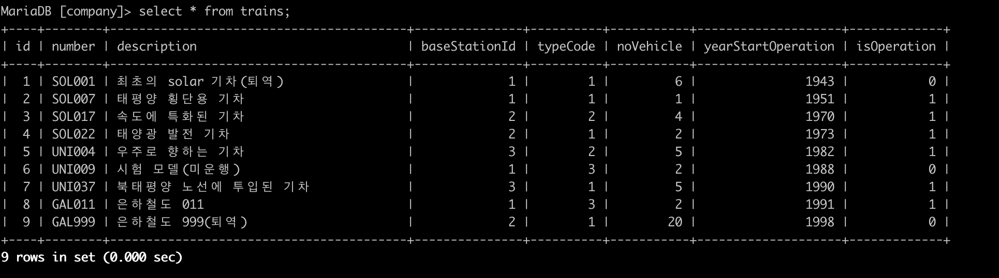 MariaDB [company]> select * from trains;
+----+--------+-----------------------------------------+---------------+----------+-----------+--------------------+-------------+
| id | number | description | baseStationId | typeCode | noVehicle | yearStartOperation | isOperation |
+----+--------+-----------------------------------------+---------------+----------+-----------+--------------------+-------------+
| 1 | SOL001 | 최초의 solar 기차(퇴역) | 1 | 1 | 6 | 1943 | 0 |
| 2 | SOL007 | 태평양 횡단용 기차 | 1 | 1 | 1 | 1951 | 1 |
| 3 | SOL017 | 속도에 특화된 기차 | 2 | 2 | 4 | 1970 | 1 |
| 4 | SOL022 | 태양광 발전 기차 | 2 | 1 | 2 | 1973 | 1 |
| 5 | UNI004 | 우주로 향하는 기차 | 3 | 2 | 5 | 1982 | 1 |
| 6 | UNI009 | 시험 모델(미운행) | 1 | 3 | 2 | 1988 | 0 |
| 7 | UNI037 | 북태평양 노선에 투입된 기차 | 3 | 1 | 5 | 1990 | 1 |
| 8 | GAL011 | 은하철도 011 | 1 | 3 | 2 | 1991 | 1 |
| 9 | GAL999 | 은하철도 999(퇴역) | 2 | 1 | 20 | 1998 | 0 |
+----+--------+-----------------------------------------+---------------+----------+-----------+--------------------+-------------+
9 rows in set (0.000 sec)